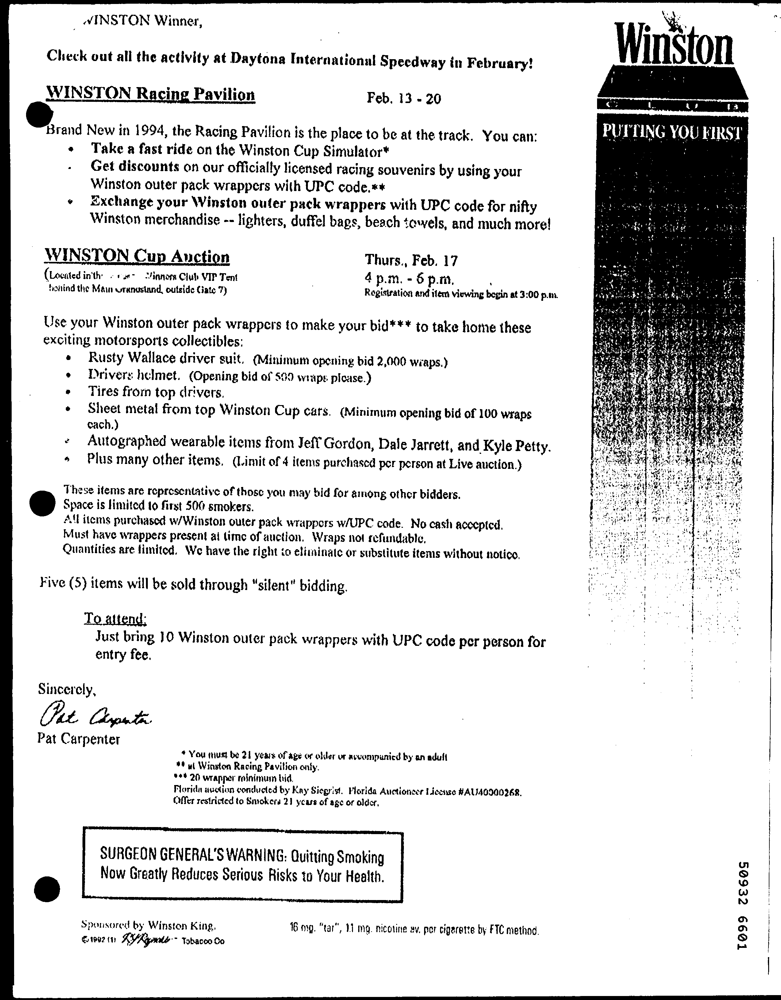 WINSTON Winner,
Check out all the activity at Daytona International Speedway in February!
WINSTON Racing Pavilion Feb. 13 - 20
Brand New in 1994, the Racing Pavilion is the place to be at the track. You can:
• Take a fast ride on the Winston Cup Simulator*
• Get discounts on our officially licensed racing souvenirs by using your
Winston outer pack wrappers with UPC code.**
• Exchange your Winston outer pack wrappers with UPC code for nifty
Winston merchandise -- lighters, duffel bags, beach towels, and much more!
WINSTON Cup Auction Thurs., Feb. 17
(Located in the Winners Club VIP Tent 4 p.m. - 6 p.m.
behind the Main Grandstand, outside Gate 7) Registration and item viewing begin at 3:00 p.m.
Use your Winston outer pack wrappers to make your bid*** to take home these
exciting motorsports collectibles:
• Rusty Wallace driver suit. (Minimum opening bid 2,000 wraps.)
• Drivers helmet. (Opening bid of 500 wraps please.)
• Tires from top drivers.
• Sheet metal from top Winston Cup cars. (Minimum opening bid of 100 wraps
each.)
• Autographed wearable items from Jeff Gordon, Dale Jarrett, and Kyle Petty.
• Plus many other items. (Limit of 4 items purchased per person at Live auction.)
These items are representative of those you may bid for among other bidders.
Space is limited to first 500 smokers.
All items purchased w/Winston outer pack wrappers w/UPC code. No cash accepted.
Must have wrappers present at time of auction. Wraps not refundable.
Quantities are limited. We have the right to eliminate or substitute items without notice.
Five (5) items will be sold through "silent" bidding.
To attend:
Just bring 10 Winston outer pack wrappers with UPC code per person for
entry fee.
Sincerely,
Pat Carpenter
Pat Carpenter
* You must be 21 years of age or older or accompanied by an adult
** at Winston Racing Pavilion only.
*** 20 wrapper minimum bid.
Florida auction conducted by Kay Siegrist. Florida Auctioneer License #AU40000268.
Offer restricted to Smokers 21 years of age or older.
SURGEON GENERAL'S WARNING: Quitting Smoking
Now Greatly Reduces Serious Risks to Your Health.
Sponsored by Winston King. 16 mg. "tar", 1.1 mg. nicotine av. per cigarette by FTC method.
© 1992 RJReynolds Tobacco Co
Winston
CLUB
PUTTING YOU FIRST
50932 6601